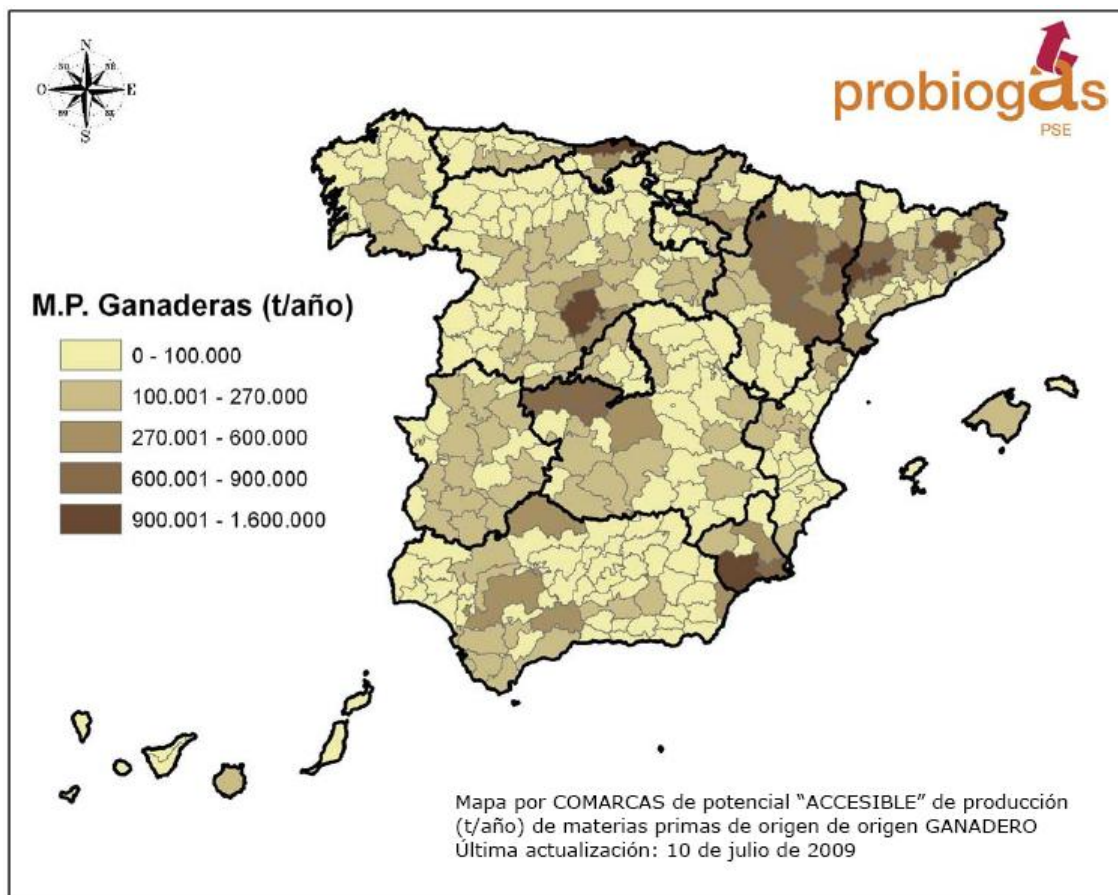 N
O
E
S
probiogas
PSE
M.P. Ganaderas (t/año)
0 - 100.000
100.001 - 270.000
270.001 - 600.000
600.001 - 900.000
900.001 - 1.600.000
Mapa por COMARCAS de potencial “ACCESIBLE” de producción
(t/año) de materias primas de origen de origen GANADERO
Última actualización: 10 de julio de 2009